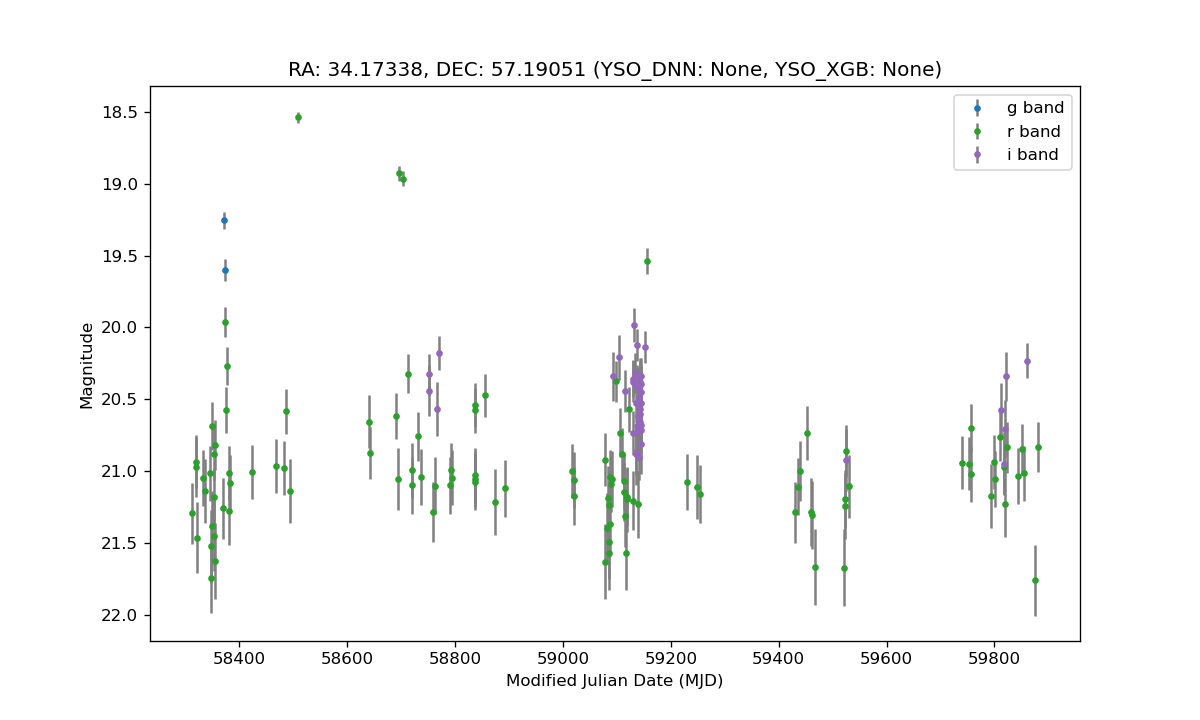 RA: 34.17338, DEC: 57.19051 (YSO_DNN: None, YSO_XGB: None)
g band
r band
i band
18.5
19.0
19.5
20.0
20.5
21.0
21.5
22.0
Magnitude
58400 58600 58800 59000 59200 59400 59600 59800
Modified Julian Date (MJD)